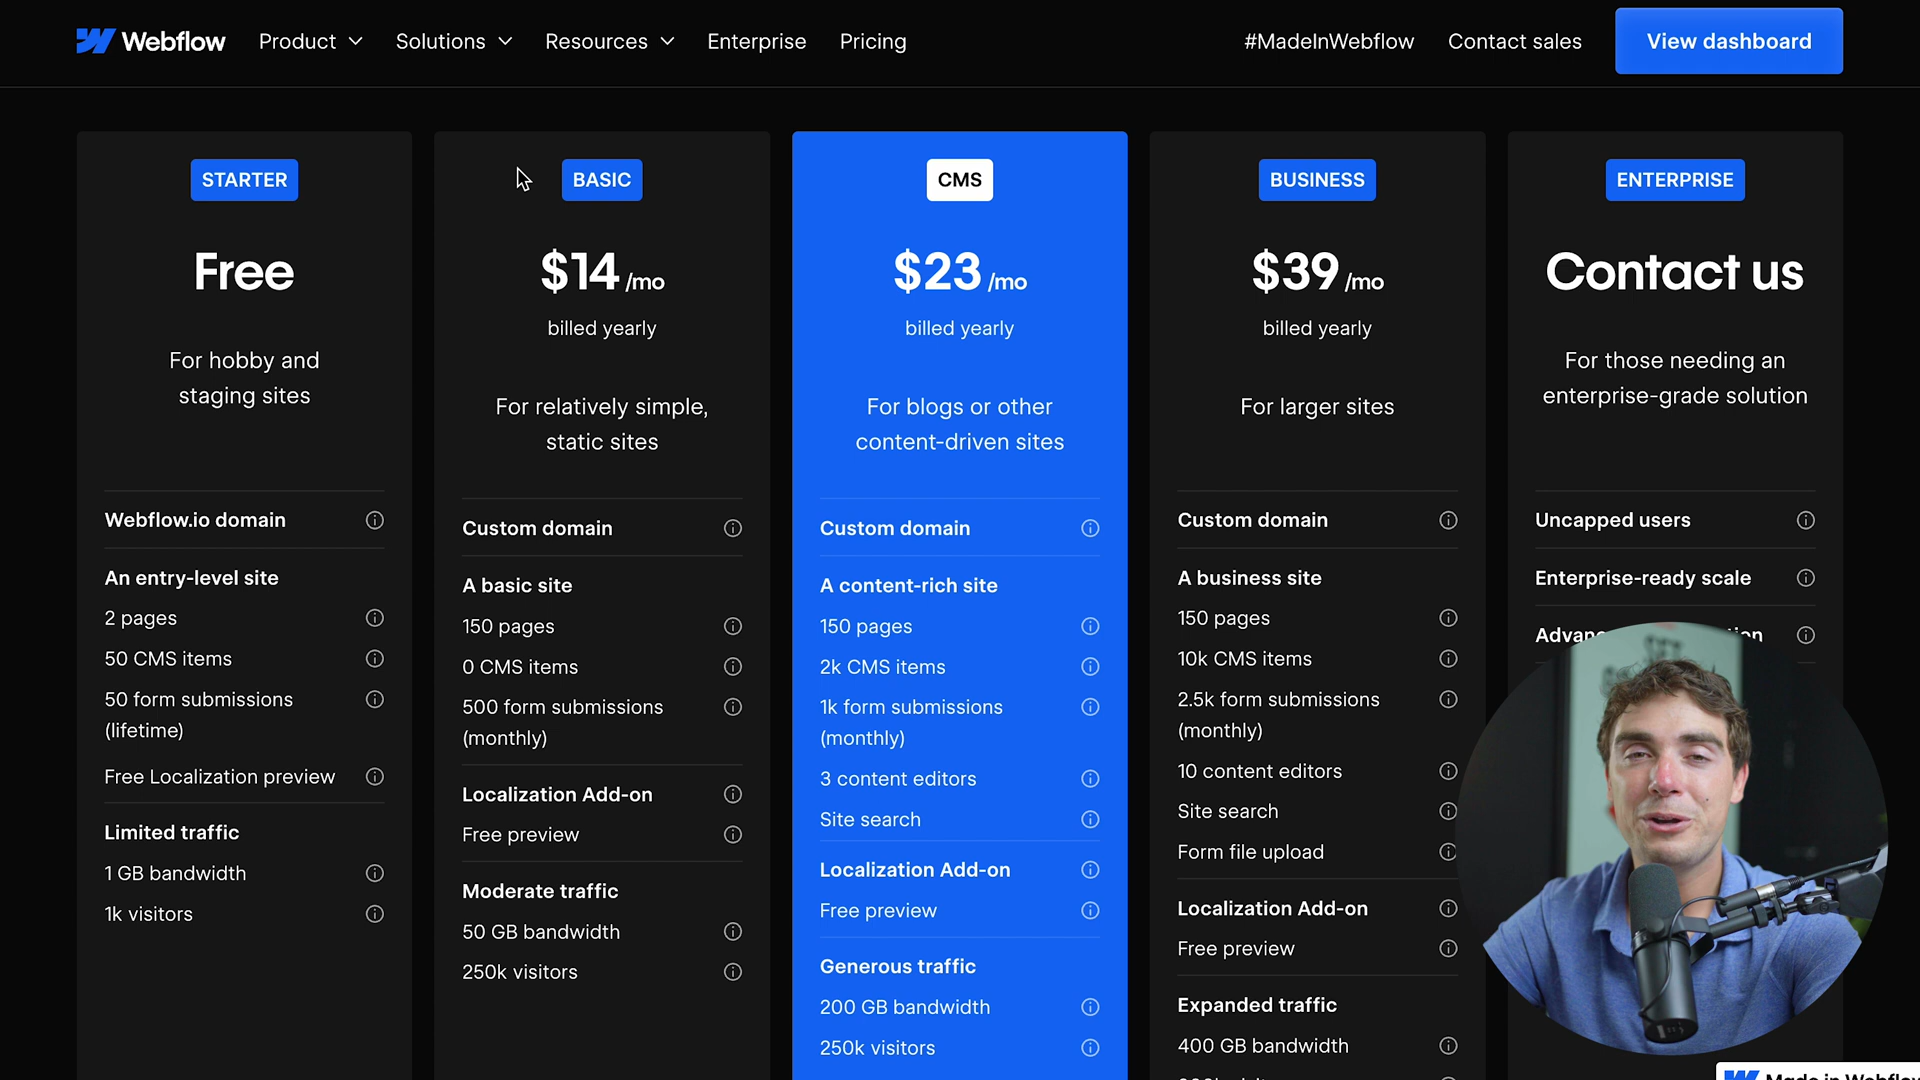 Webflow
Product
Solutions
Resources
Enterprise
Pricing
#MadeInWebflow
Contact sales
View dashboard
STARTER
Free
For hobby and
staging sites
Webflow.io domain
An entry-level site
2 pages
50 CMS items
50 form submissions
(lifetime)
Free Localization preview
Limited traffic
1 GB bandwidth
1k visitors
BASIC
$14 /mo
billed yearly
For relatively simple,
static sites
Custom domain
A basic site
150 pages
0 CMS items
500 form submissions
(monthly)
Localization Add-on
Free preview
Moderate traffic
50 GB bandwidth
250k visitors
CMS
$23 /mo
billed yearly
For blogs or other
content-driven sites
Custom domain
A content-rich site
150 pages
2k CMS items
1k form submissions
(monthly)
3 content editors
Site search
Localization Add-on
Free preview
Generous traffic
200 GB bandwidth
250k visitors
BUSINESS
$39 /mo
billed yearly
For larger sites
Custom domain
A business site
150 pages
10k CMS items
2.5k form submissions
(monthly)
10 content editors
Site search
Form file upload
Localization Add-on
Free preview
Expanded traffic
400 GB bandwidth
ENTERPRISE
Contact us
For those needing an
enterprise-grade solution
Uncapped users
Enterprise-ready scale
Made in Webflow